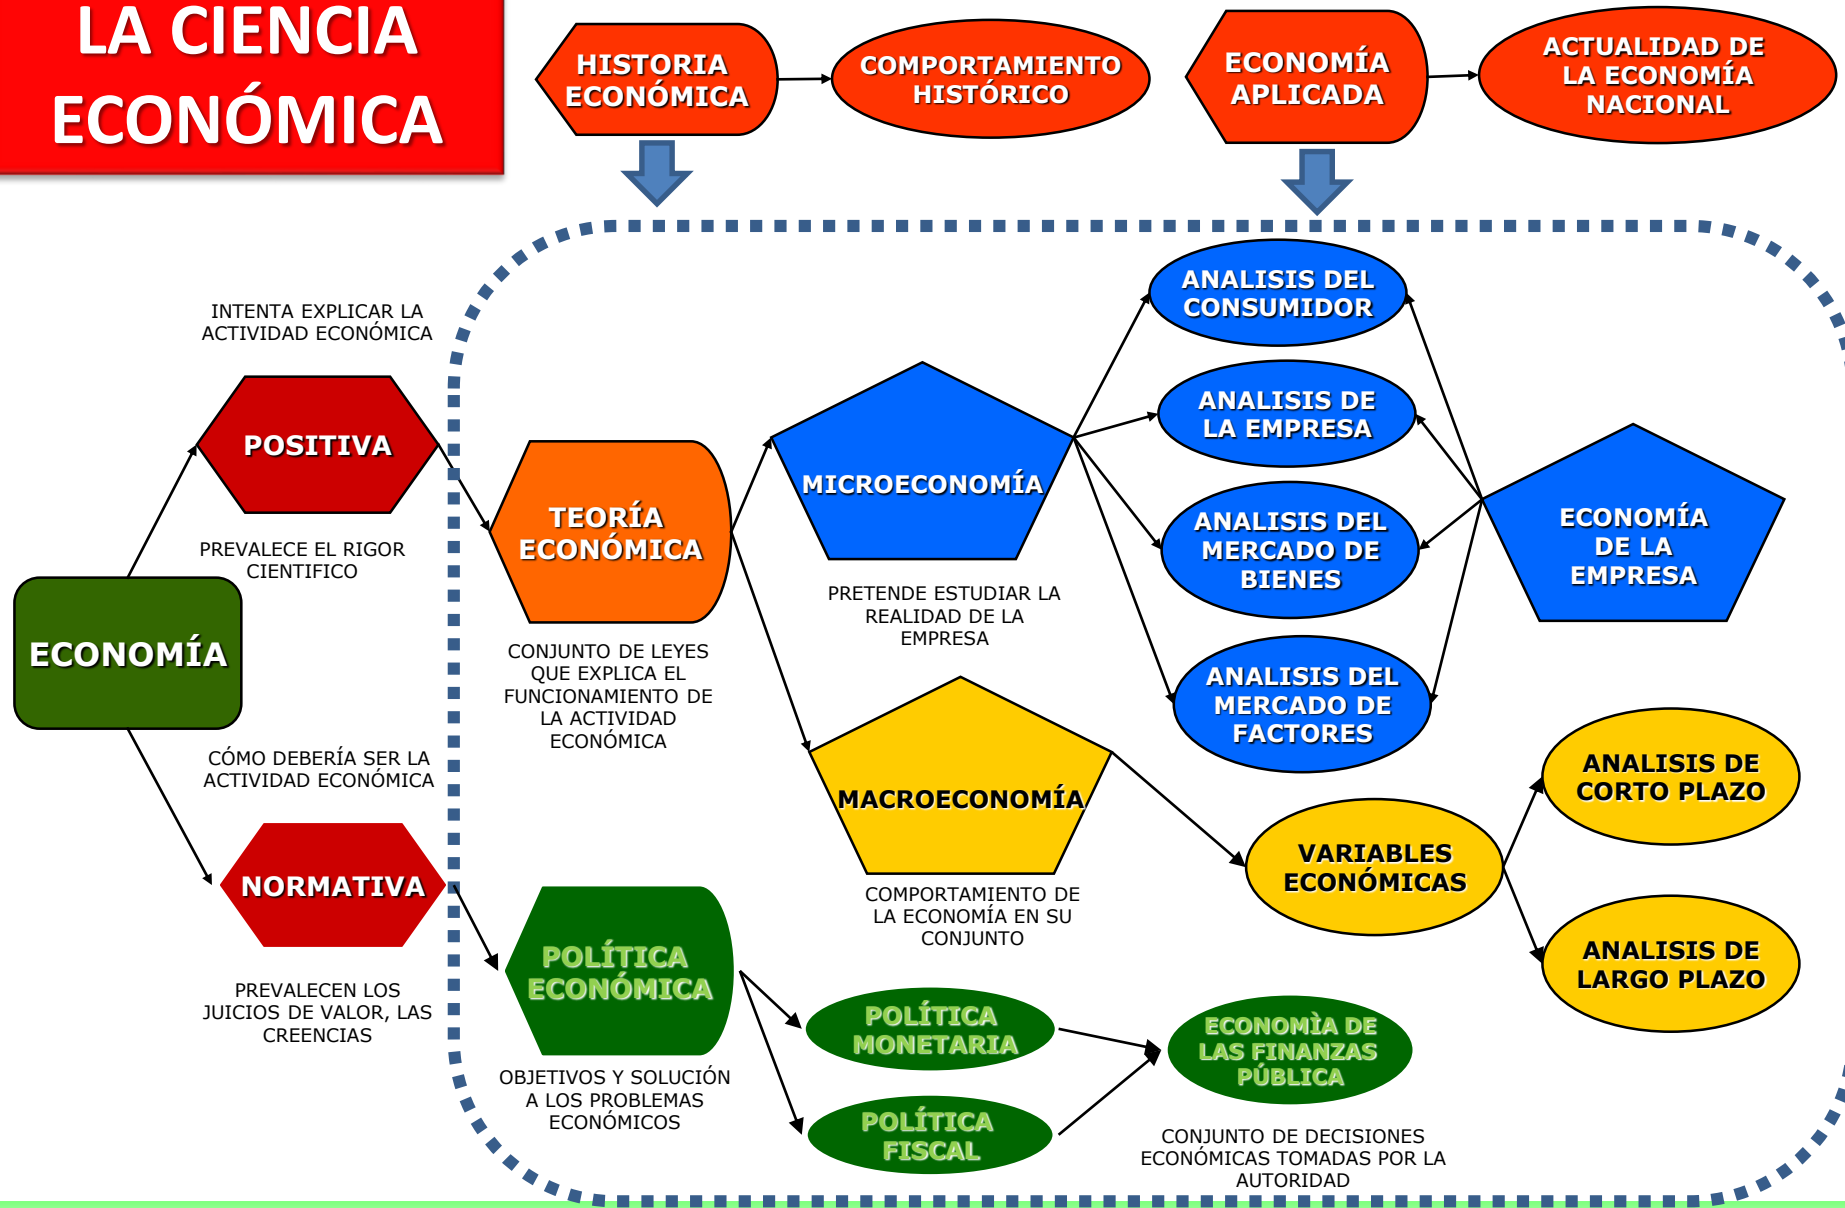 LA CIENCIA
ECONÓMICA
HISTORIA
ECONÓMICA
COMPORTAMIENTO
HISTÓRICO
ECONOMÍA
APLICADA
ACTUALIDAD DE
LA ECONOMÍA
NACIONAL
INTENTA EXPLICAR LA
ACTIVIDAD ECONÓMICA
POSITIVA
PREVALECE EL RIGOR
CIENTIFICO
ECONOMÍA
CÓMO DEBERÍA SER LA
ACTIVIDAD ECONÓMICA
NORMATIVA
PREVALECEN LOS
JUICIOS DE VALOR, LAS
CREENCIAS
TEORÍA
ECONÓMICA
CONJUNTO DE LEYES
QUE EXPLICA EL
FUNCIONAMIENTO DE
LA ACTIVIDAD
ECONÓMICA
POLÍTICA
ECONÓMICA
OBJETIVOS Y SOLUCIÓN
A LOS PROBLEMAS
ECONÓMICOS
MICROECONOMÍA
PRETENDE ESTUDIAR LA
REALIDAD DE LA
EMPRESA
MACROECONOMÍA
COMPORTAMIENTO DE
LA ECONOMÍA EN SU
CONJUNTO
POLÍTICA
MONETARIA
POLÍTICA
FISCAL
ANALISIS DEL
CONSUMIDOR
ANALISIS DE
LA EMPRESA
ANALISIS DEL
MERCADO DE
BIENES
ANALISIS DEL
MERCADO DE
FACTORES
ECONOMÍA
DE LA
EMPRESA
VARIABLES
ECONÓMICAS
ANALISIS DE
CORTO PLAZO
ANALISIS DE
LARGO PLAZO
ECONOMÌA DE
LAS FINANZAS
PÚBLICA
CONJUNTO DE DECISIONES
ECONÓMICAS TOMADAS POR LA
AUTORIDAD